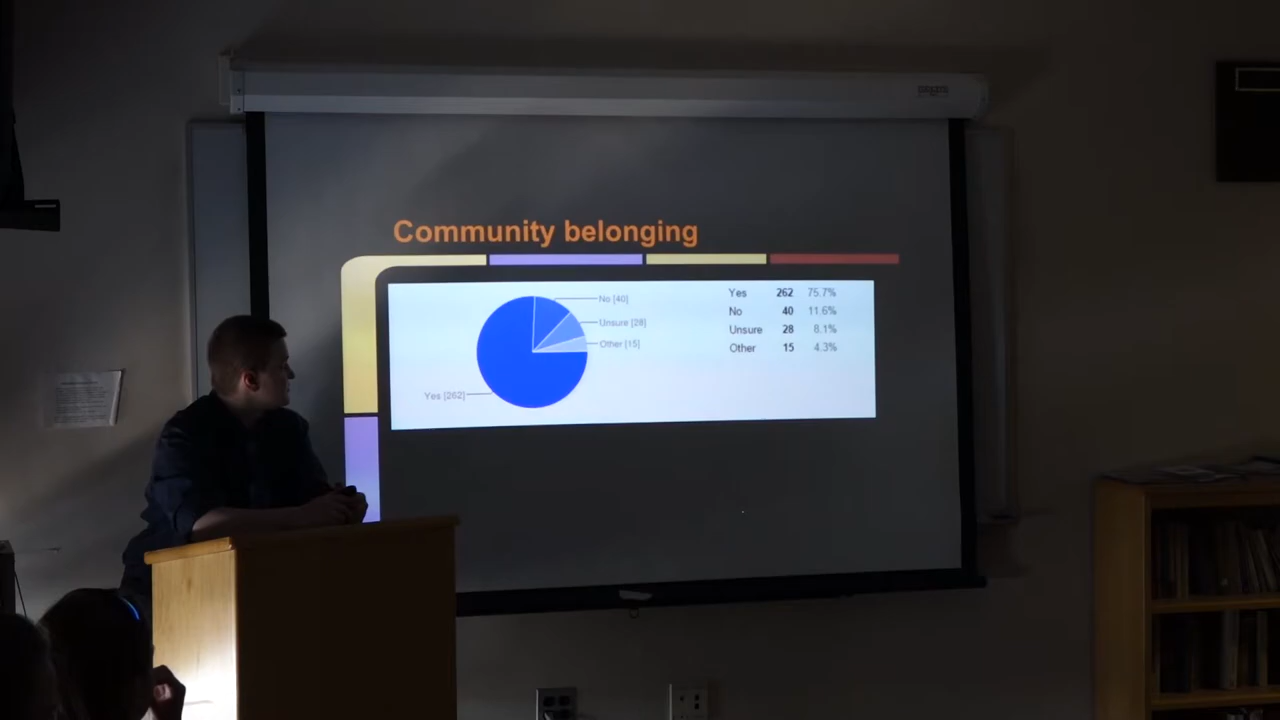 Community belonging
No [40]
Unsure [28]
Other [15]
Yes [262]
Yes 262 75.7%
No 40 11.6%
Unsure 28 8.1%
Other 15 4.3%